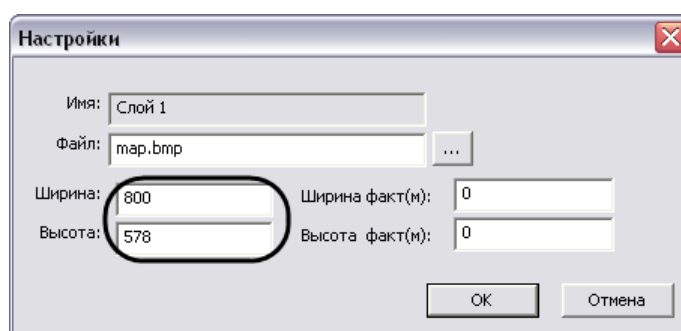 Настройки
Имя: Слой 1
Файл: map.bmp ...
Ширина: 800 Ширина факт(м): 0
Высота: 578 Высота факт(м): 0
OK Отмена